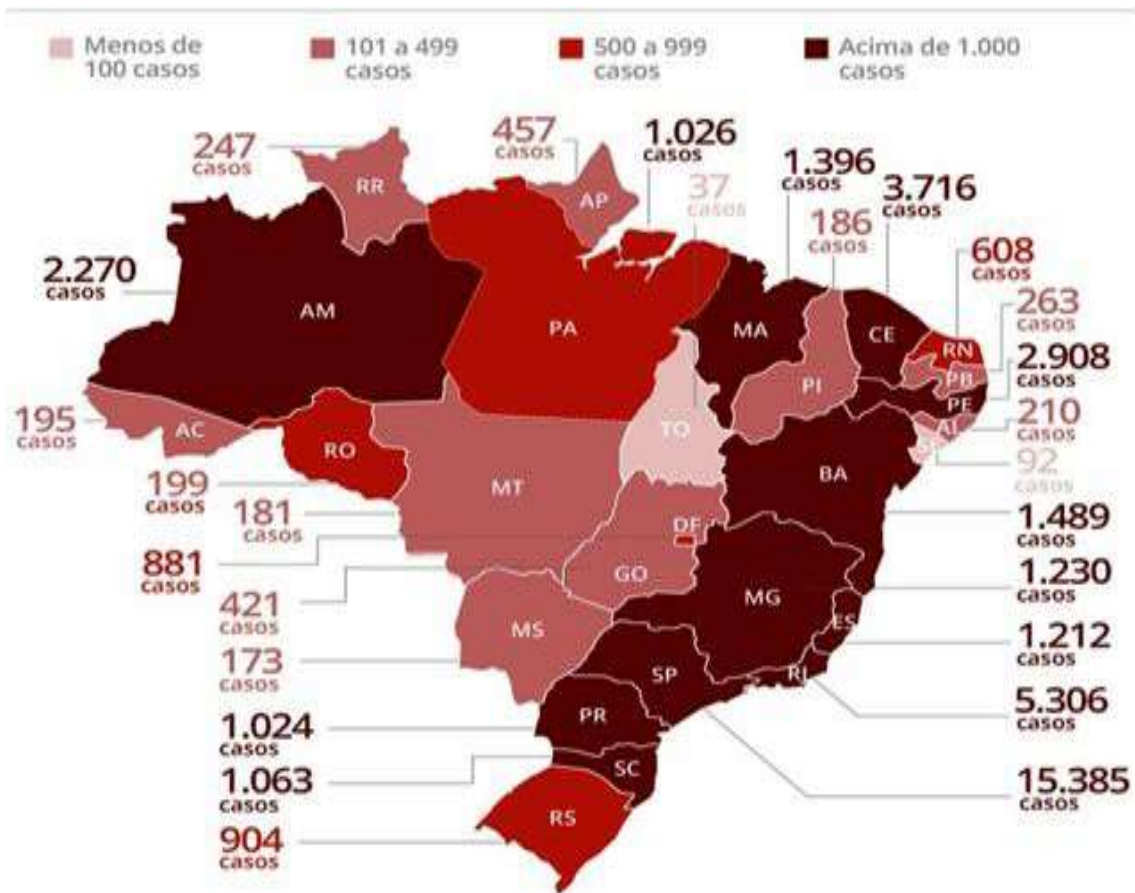 Menos de
100 casos
101 a 499
casos
500 a 999
casos
Acima de 1.000
casos
247
casos
457
casos
1.026
casos
37
casos
1.396
casos
3.716
casos
186
casos
608
casos
263
casos
2.908
casos
210
casos
92
casos
1.489
casos
1.230
casos
1.212
casos
5.306
casos
15.385
casos
2.270
casos
195
casos
199
casos
181
casos
881
casos
421
casos
173
casos
1.024
casos
1.063
casos
904
casos
RR
AP
AM
PA
MA
CE
RN
PB
PE
PI
AC
TO
RO
MT
BA
DF
GO
MG
ES
MS
SP
RJ
PR
SC
RS